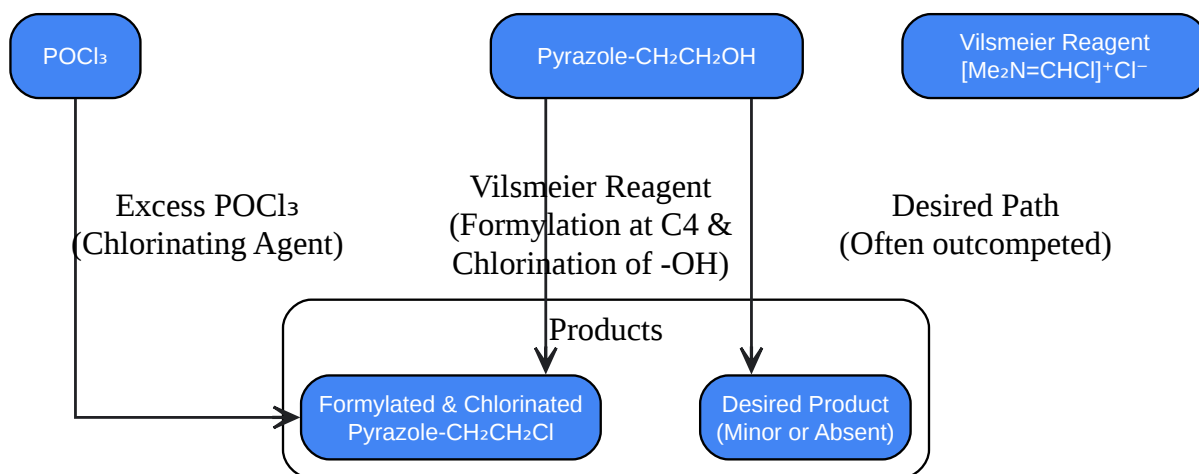 POCl₃
Pyrazole-CH₂CH₂OH
Vilsmeier Reagent
[Me₂N=CHCl]⁺Cl⁻
Excess POCl₃
(Chlorinating Agent)
Vilsmeier Reagent
(Formylation at C4 &
Chlorination of -OH)
Desired Path
(Often outcompeted)
Products
Formylated & Chlorinated
Pyrazole-CH₂CH₂Cl
Desired Product
(Minor or Absent)